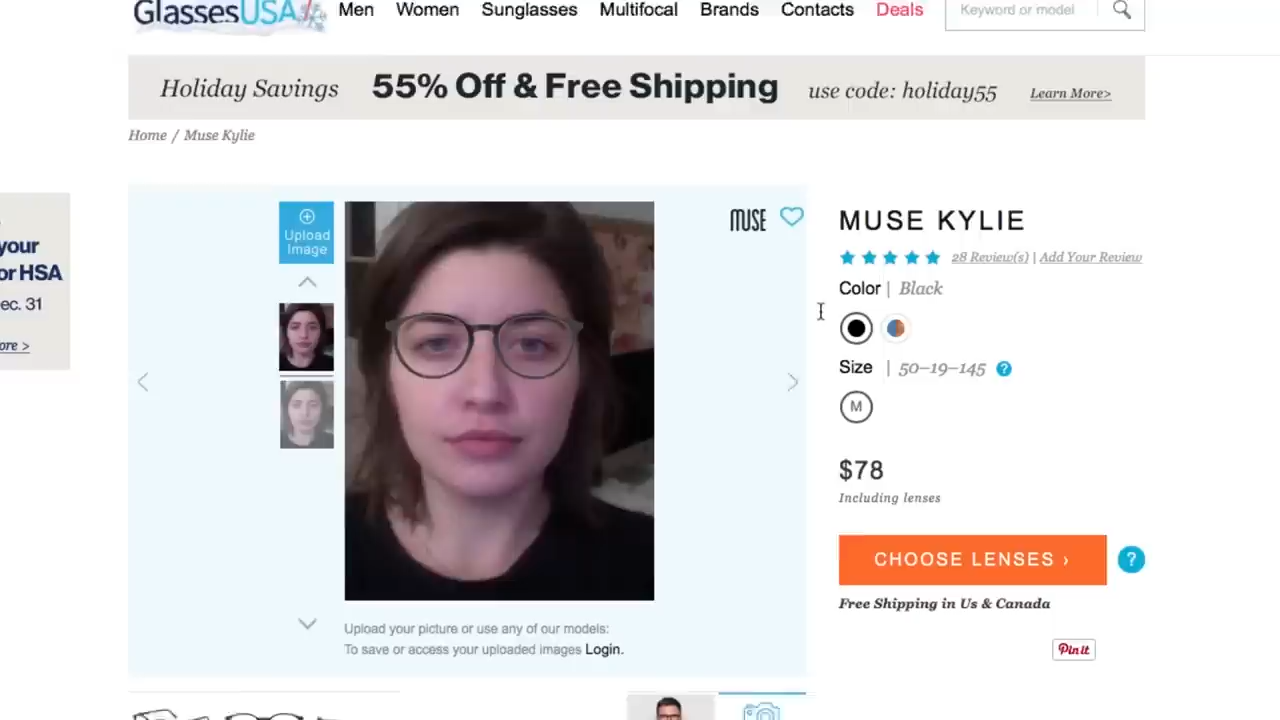 GlassesUSA
Men Women Sunglasses Multifocal Brands Contacts Deals Keyword or model
Holiday Savings 55% Off & Free Shipping use code: holiday55 Learn More>
Home / Muse Kylie
your
or HSA
ec. 31
ore >
Upload
Image
MUSE
MUSE KYLIE
28 Review(s) | Add Your Review
Color | Black
Size | 50-19-145 ?
M
$78
Including lenses
CHOOSE LENSES › ?
Free Shipping in Us & Canada
Upload your picture or use any of our models:
To save or access your uploaded images Login.
Pin it